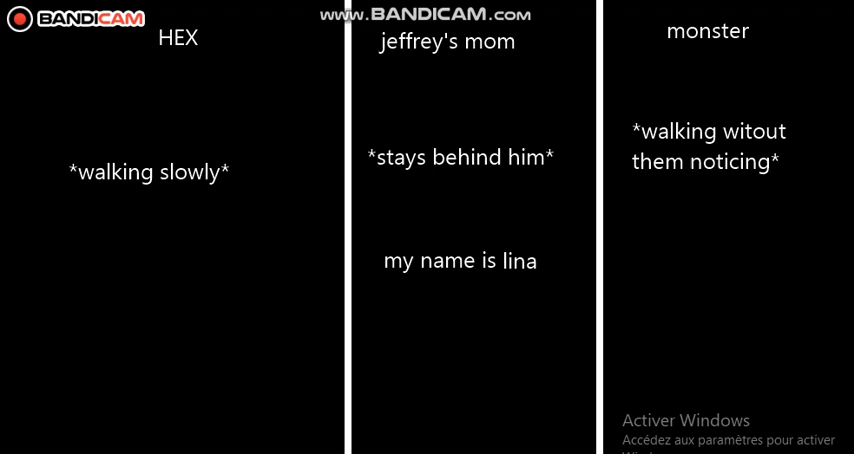 BANDICAM
www.BANDICAM.com
HEX
jeffrey's mom
monster
*walking slowly*
*stays behind him*
my name is lina
*walking witout
them noticing*
Activer Windows
Accédez aux paramètres pour activer